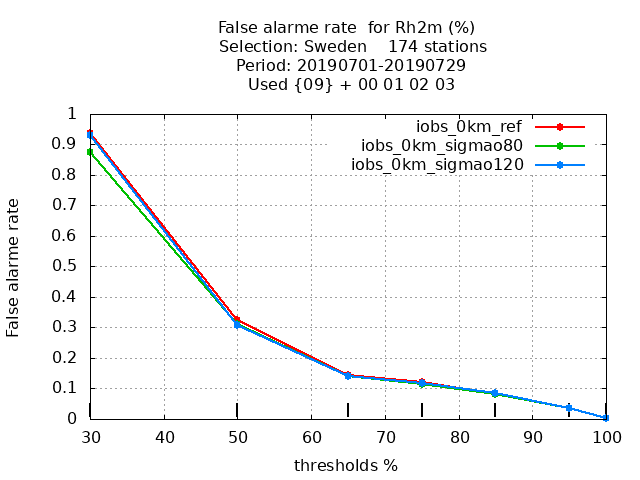 False alarme rate  for Rh2m (%)
Selection: Sweden    174 stations
Period: 20190701-20190729
Used {09} + 00 01 02 03
iobs_0km_ref
iobs_0km_sigmao80
iobs_0km_sigmao120
False alarme rate
1
0.9
0.8
0.7
0.6
0.5
0.4
0.3
0.2
0.1
0
30 40 50 60 70 80 90 100
thresholds %